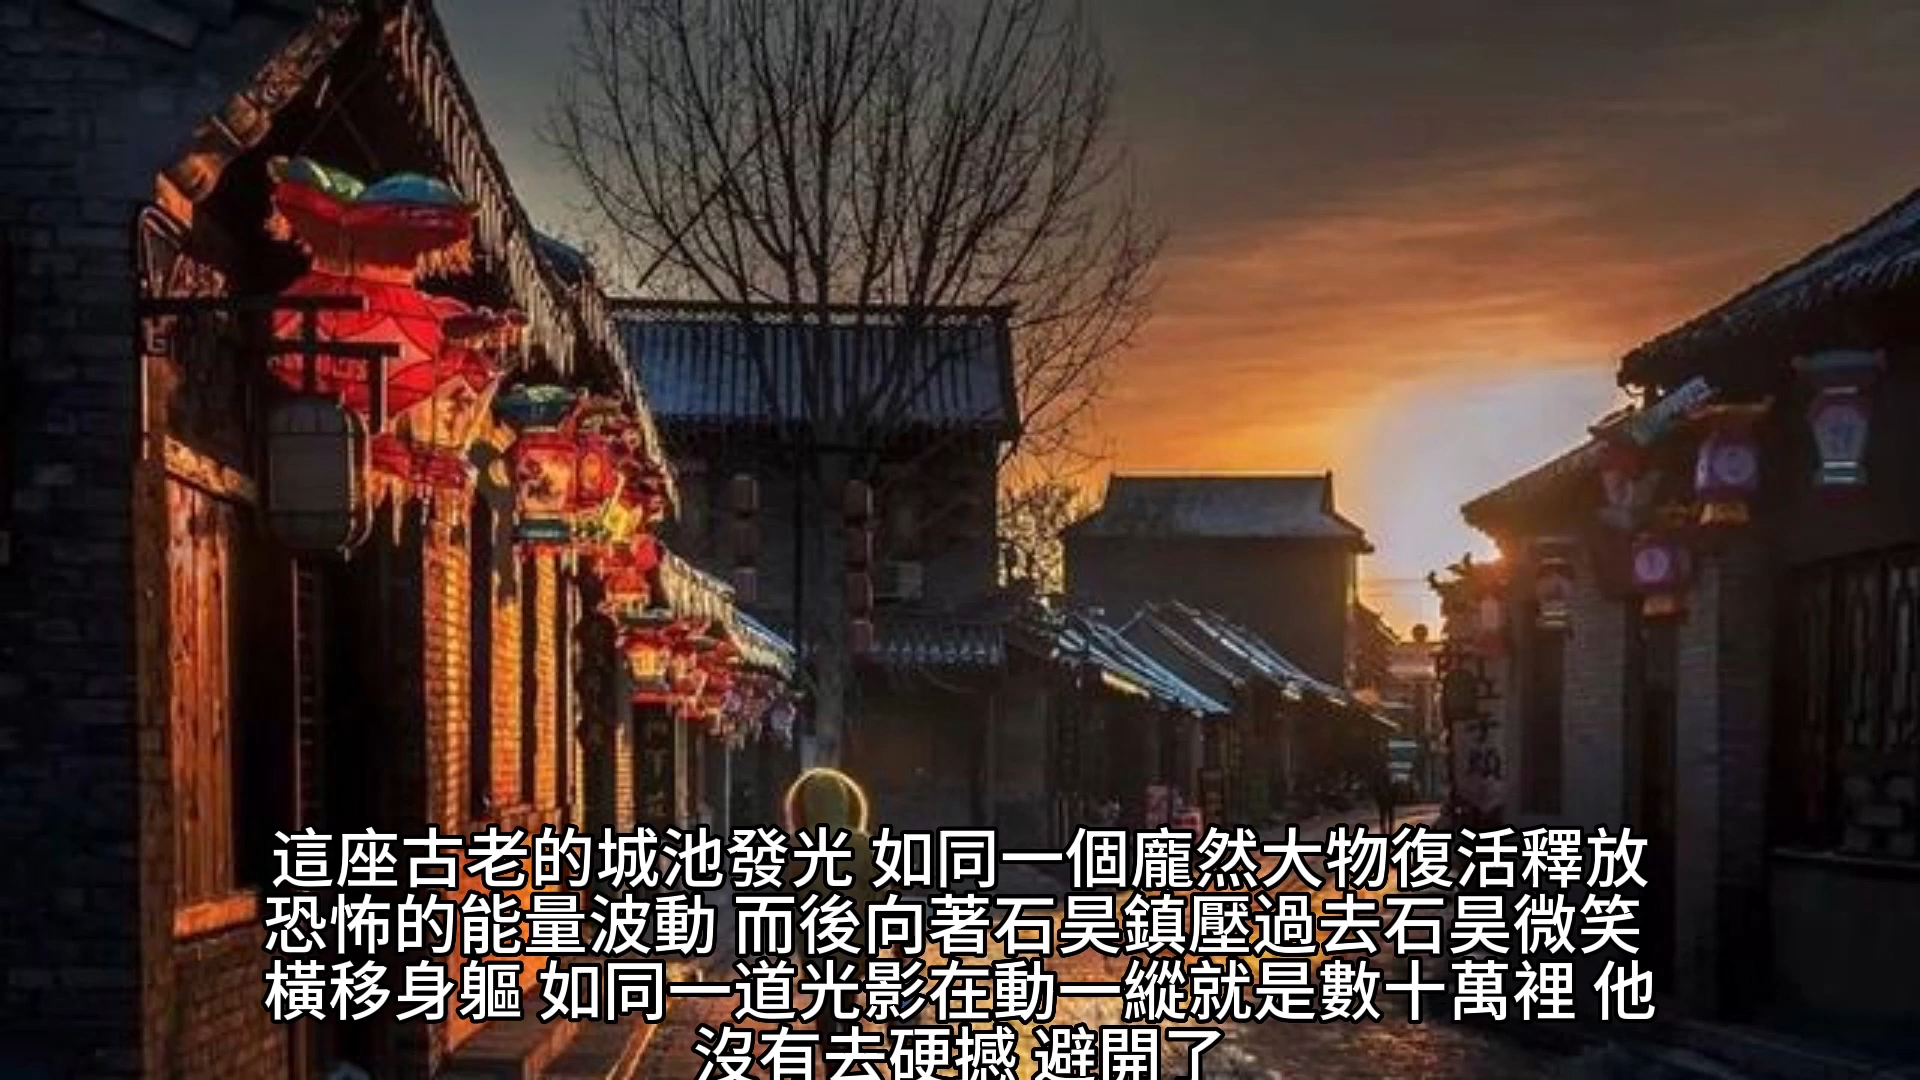 這座古老的城池發光 如同一個龐然大物復活釋放
恐怖的能量波動 而後向著石昊鎮壓過去石昊微笑
橫移身軀 如同一道光影在動一縱就是數十萬裡 他
沒有去硬撼 避開了